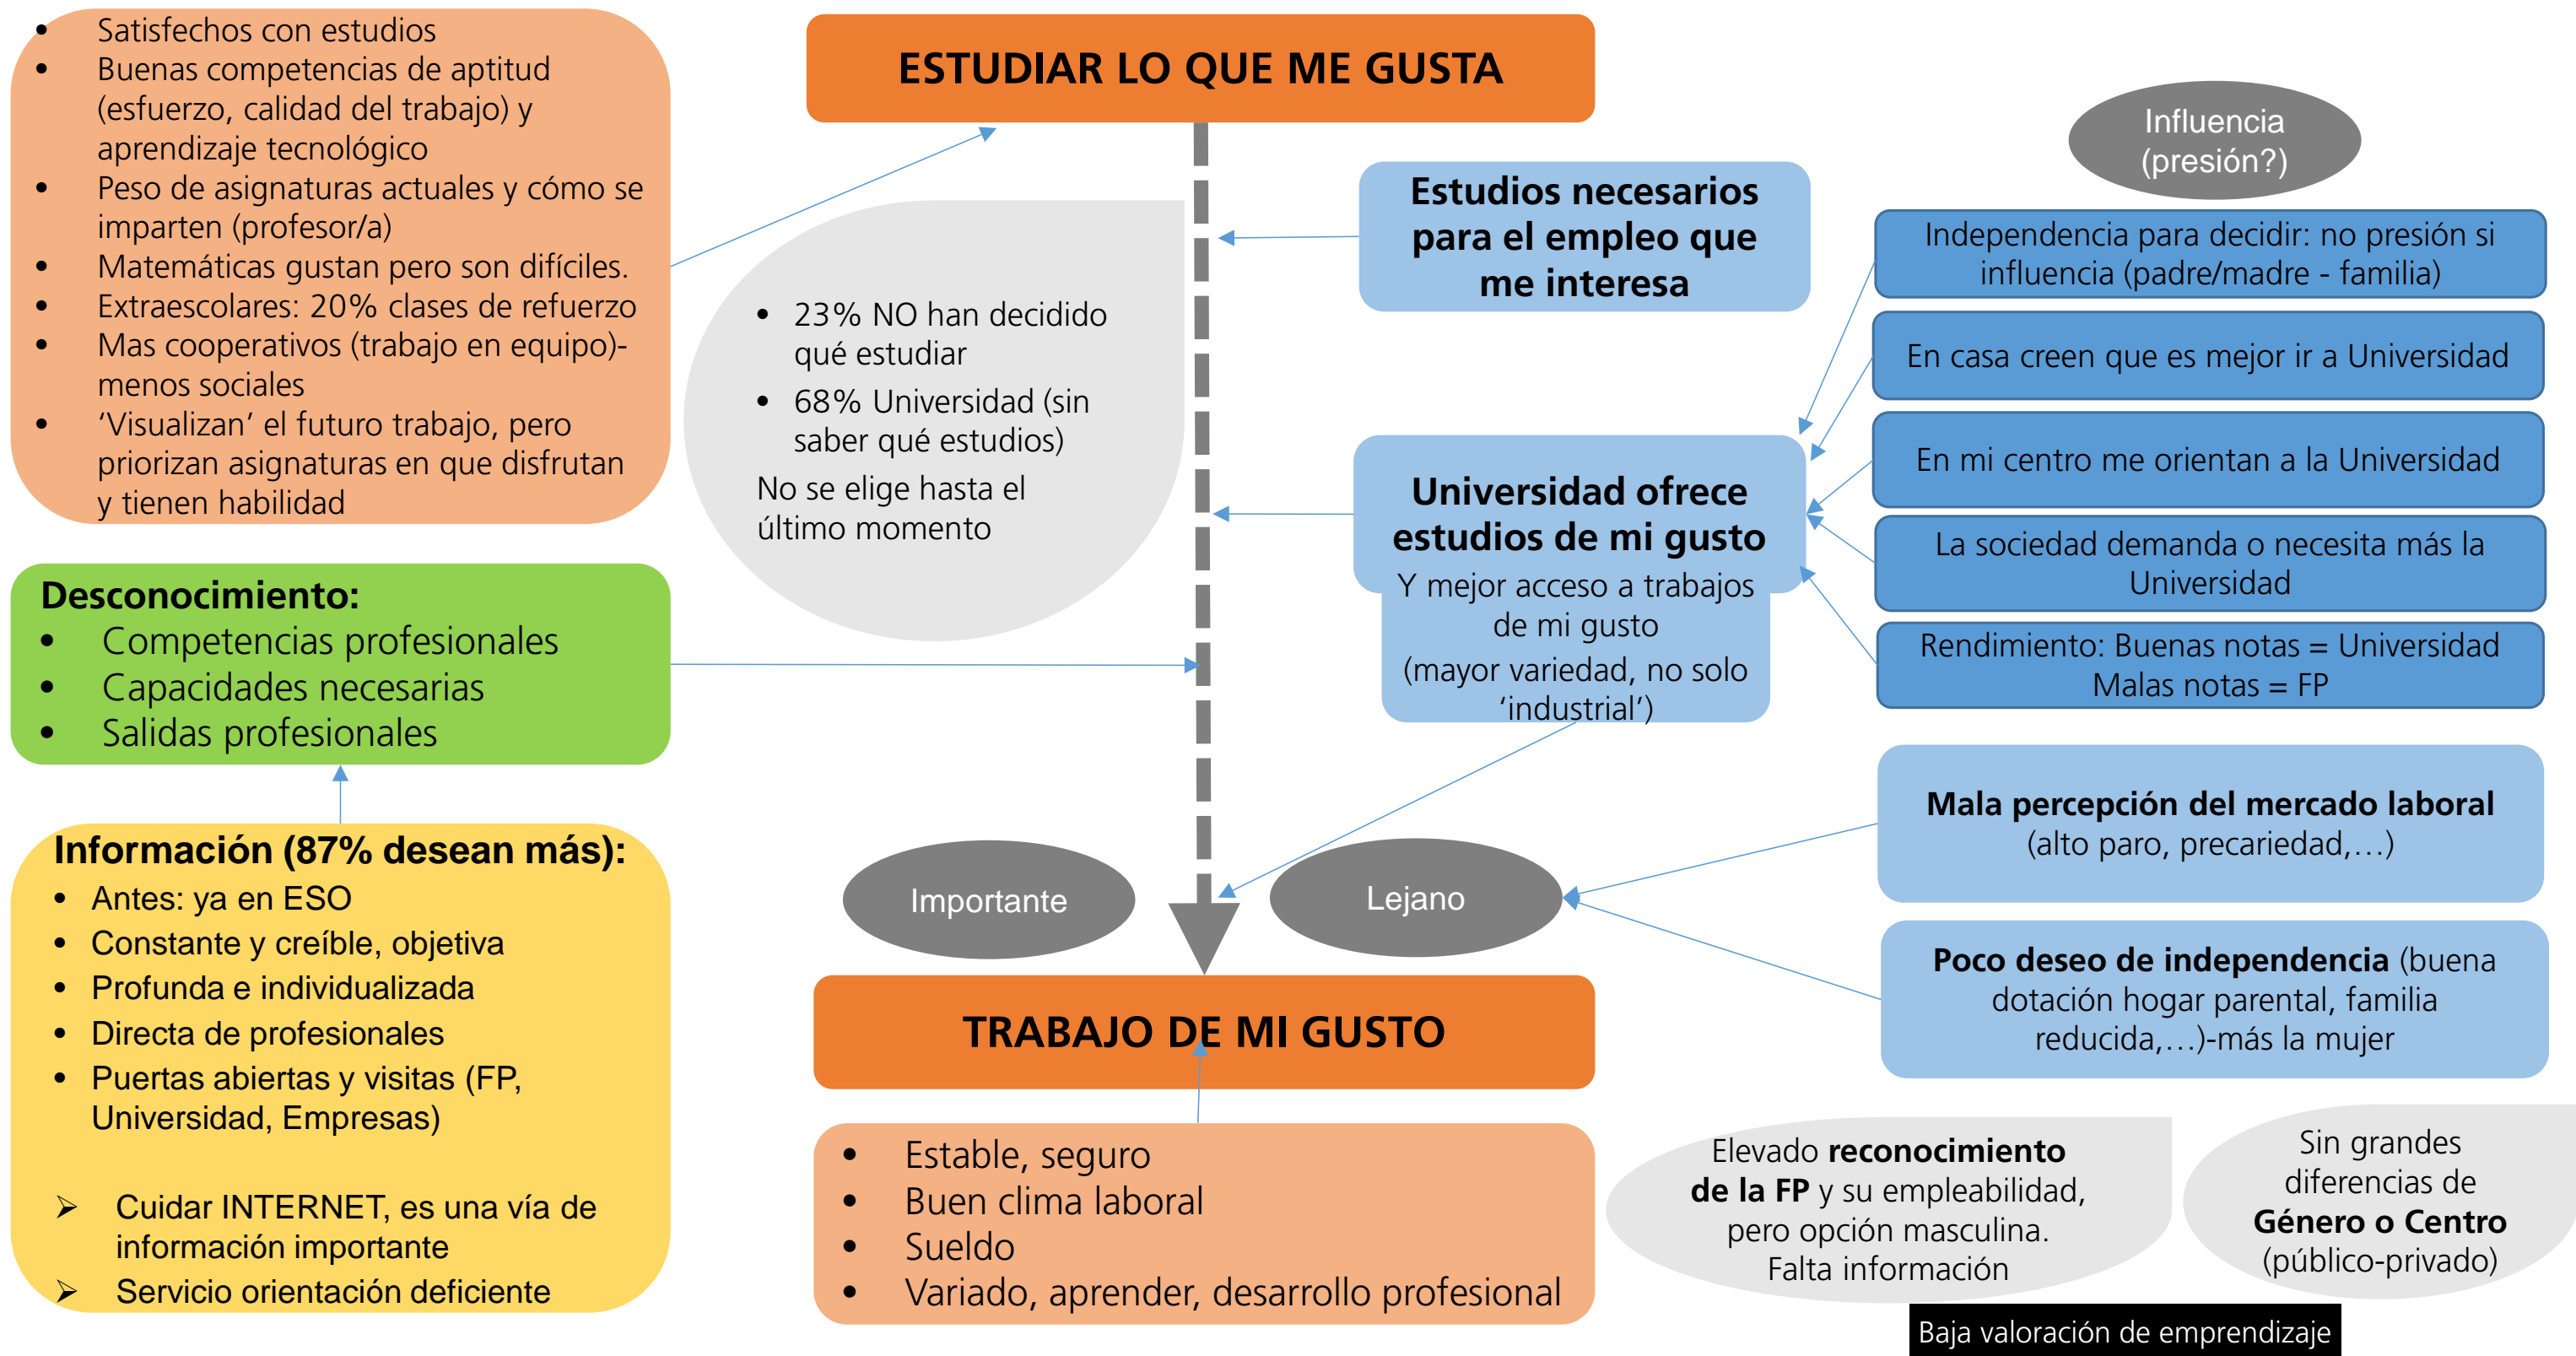 • Satisfechos con estudios
• Buenas competencias de aptitud
(esfuerzo, calidad del trabajo) y
aprendizaje tecnológico
• Peso de asignaturas actuales y cómo se
imparten (profesor/a)
• Matemáticas gustan pero son difíciles.
• Extraescolares: 20% clases de refuerzo
• Mas cooperativos (trabajo en equipo)-
menos sociales
• ‘Visualizan’ el futuro trabajo, pero
priorizan asignaturas en que disfrutan
y tienen habilidad
Desconocimiento:
• Competencias profesionales
• Capacidades necesarias
• Salidas profesionales
Información (87% desean más):
• Antes: ya en ESO
• Constante y creíble, objetiva
• Profunda e individualizada
• Directa de profesionales
• Puertas abiertas y visitas (FP,
Universidad, Empresas)
➢ Cuidar INTERNET, es una vía de
información importante
➢ Servicio orientación deficiente
ESTUDIAR LO QUE ME GUSTA
• 23% NO han decidido
qué estudiar
• 68% Universidad (sin
saber qué estudios)
No se elige hasta el
último momento
Estudios necesarios
para el empleo que
me interesa
Universidad ofrece
estudios de mi gusto
Y mejor acceso a trabajos
de mi gusto
(mayor variedad, no solo
‘industrial’)
Importante
Lejano
TRABAJO DE MI GUSTO
• Estable, seguro
• Buen clima laboral
• Sueldo
• Variado, aprender, desarrollo profesional
Influencia
(presión?)
Independencia para decidir: no presión si
influencia (padre/madre - familia)
En casa creen que es mejor ir a Universidad
En mi centro me orientan a la Universidad
La sociedad demanda o necesita más la
Universidad
Rendimiento: Buenas notas = Universidad
Malas notas = FP
Mala percepción del mercado laboral
(alto paro, precariedad,…)
Poco deseo de independencia (buena
dotación hogar parental, familia
reducida,…)-más la mujer
Elevado reconocimiento
de la FP y su empleabilidad,
pero opción masculina.
Falta información
Sin grandes
diferencias de
Género o Centro
(público-privado)
Baja valoración de emprendizaje